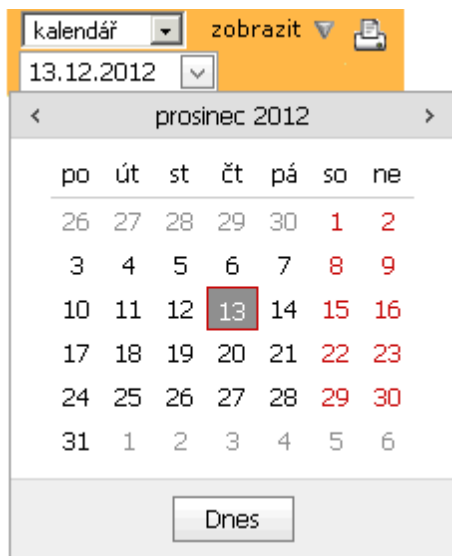 kalendář zobrazit
13.12.2012
prosinec 2012
po út st čt pá so ne
26 27 28 29 30 1 2
3 4 5 6 7 8 9
10 11 12 13 14 15 16
17 18 19 20 21 22 23
24 25 26 27 28 29 30
31 1 2 3 4 5 6
Dnes